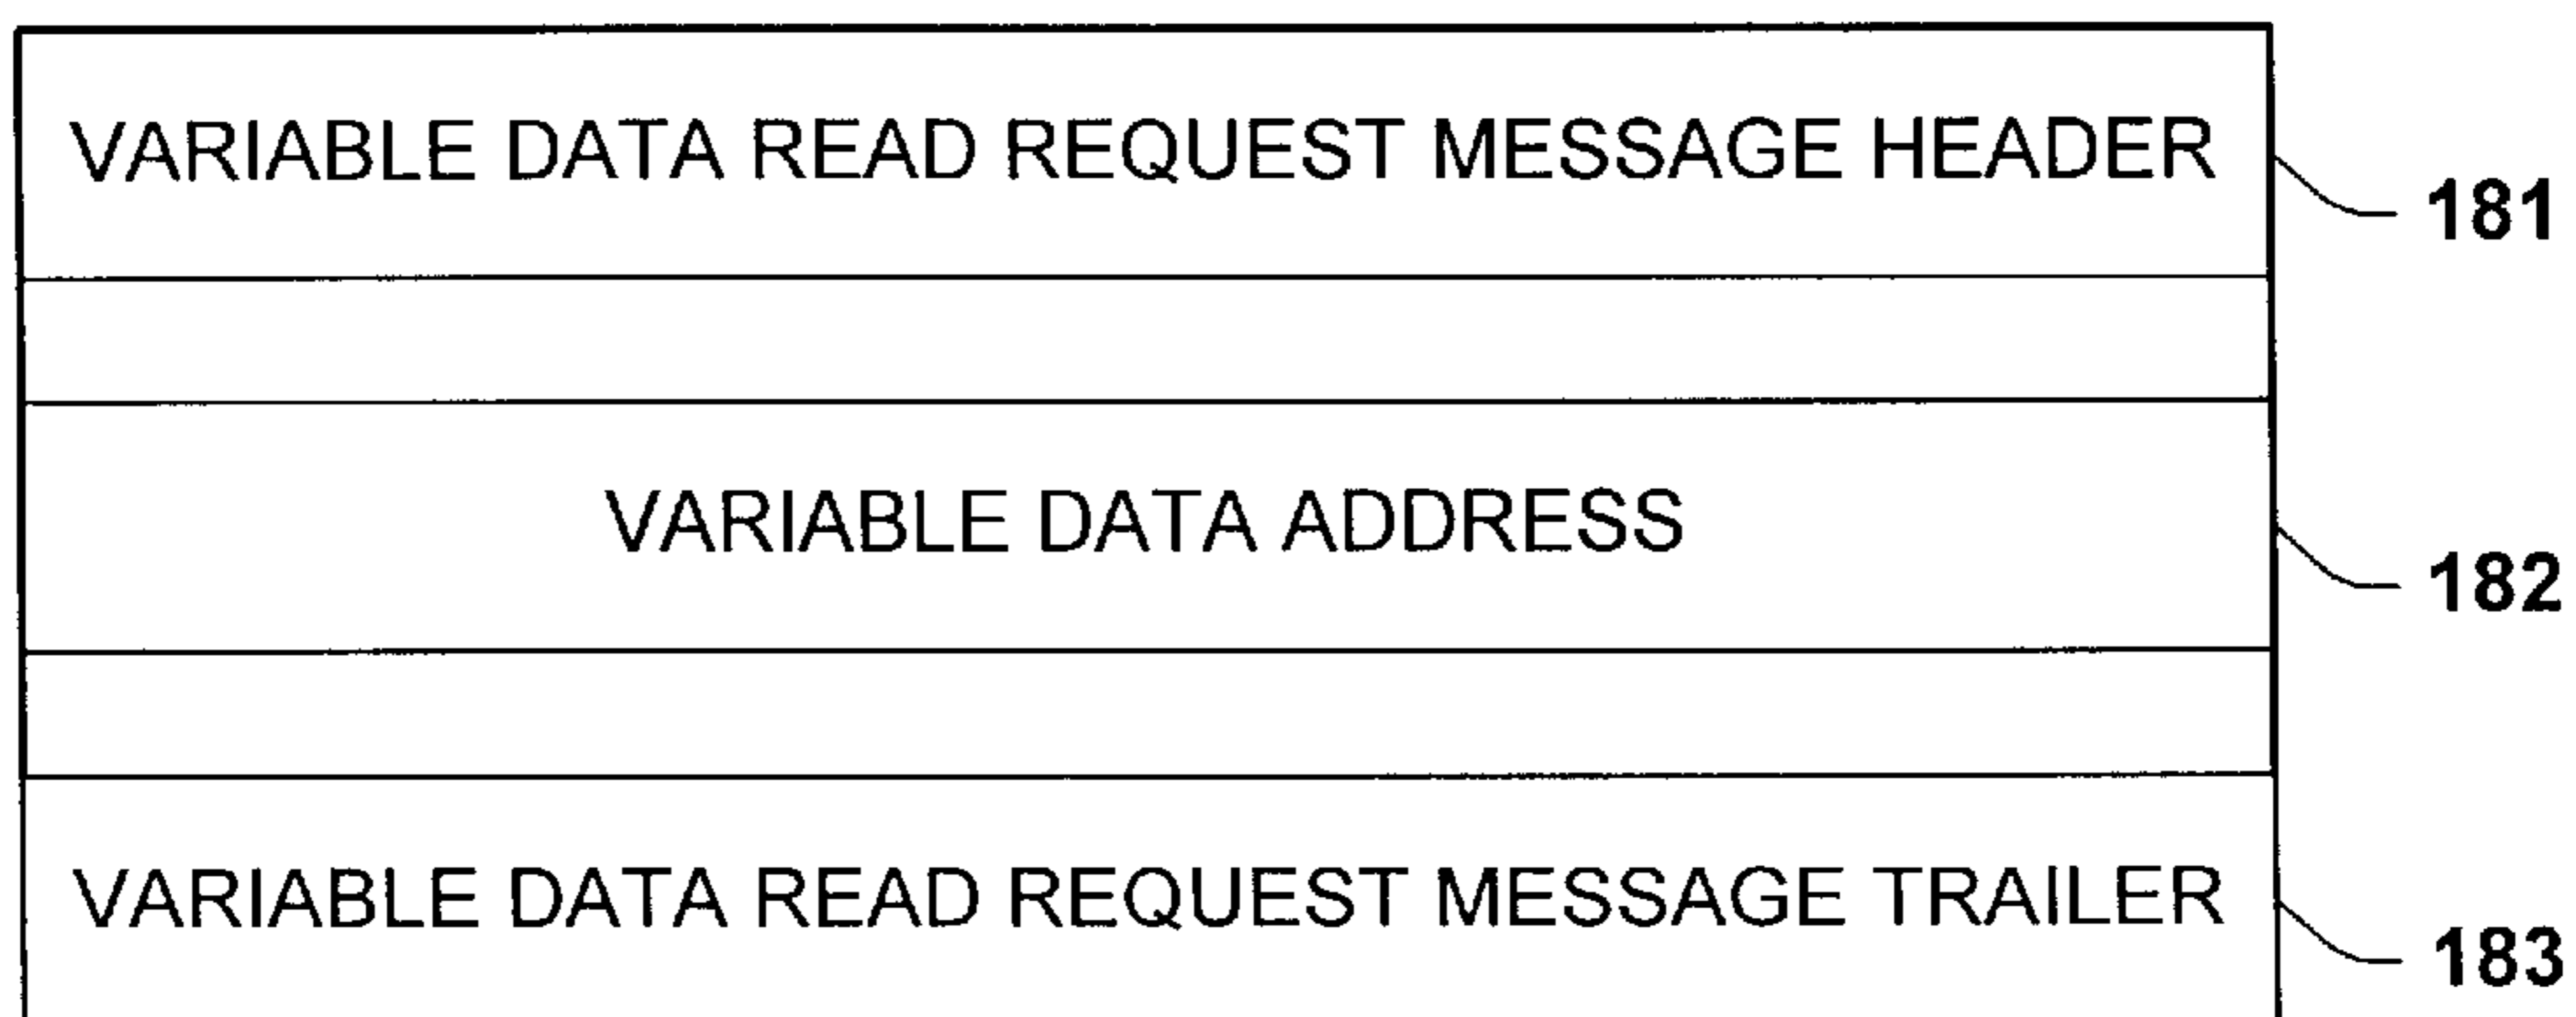 VARIABLE DATA READ REQUEST MESSAGE HEADER
181
VARIABLE DATA ADDRESS
182
VARIABLE DATA READ REQUEST MESSAGE TRAILER
183